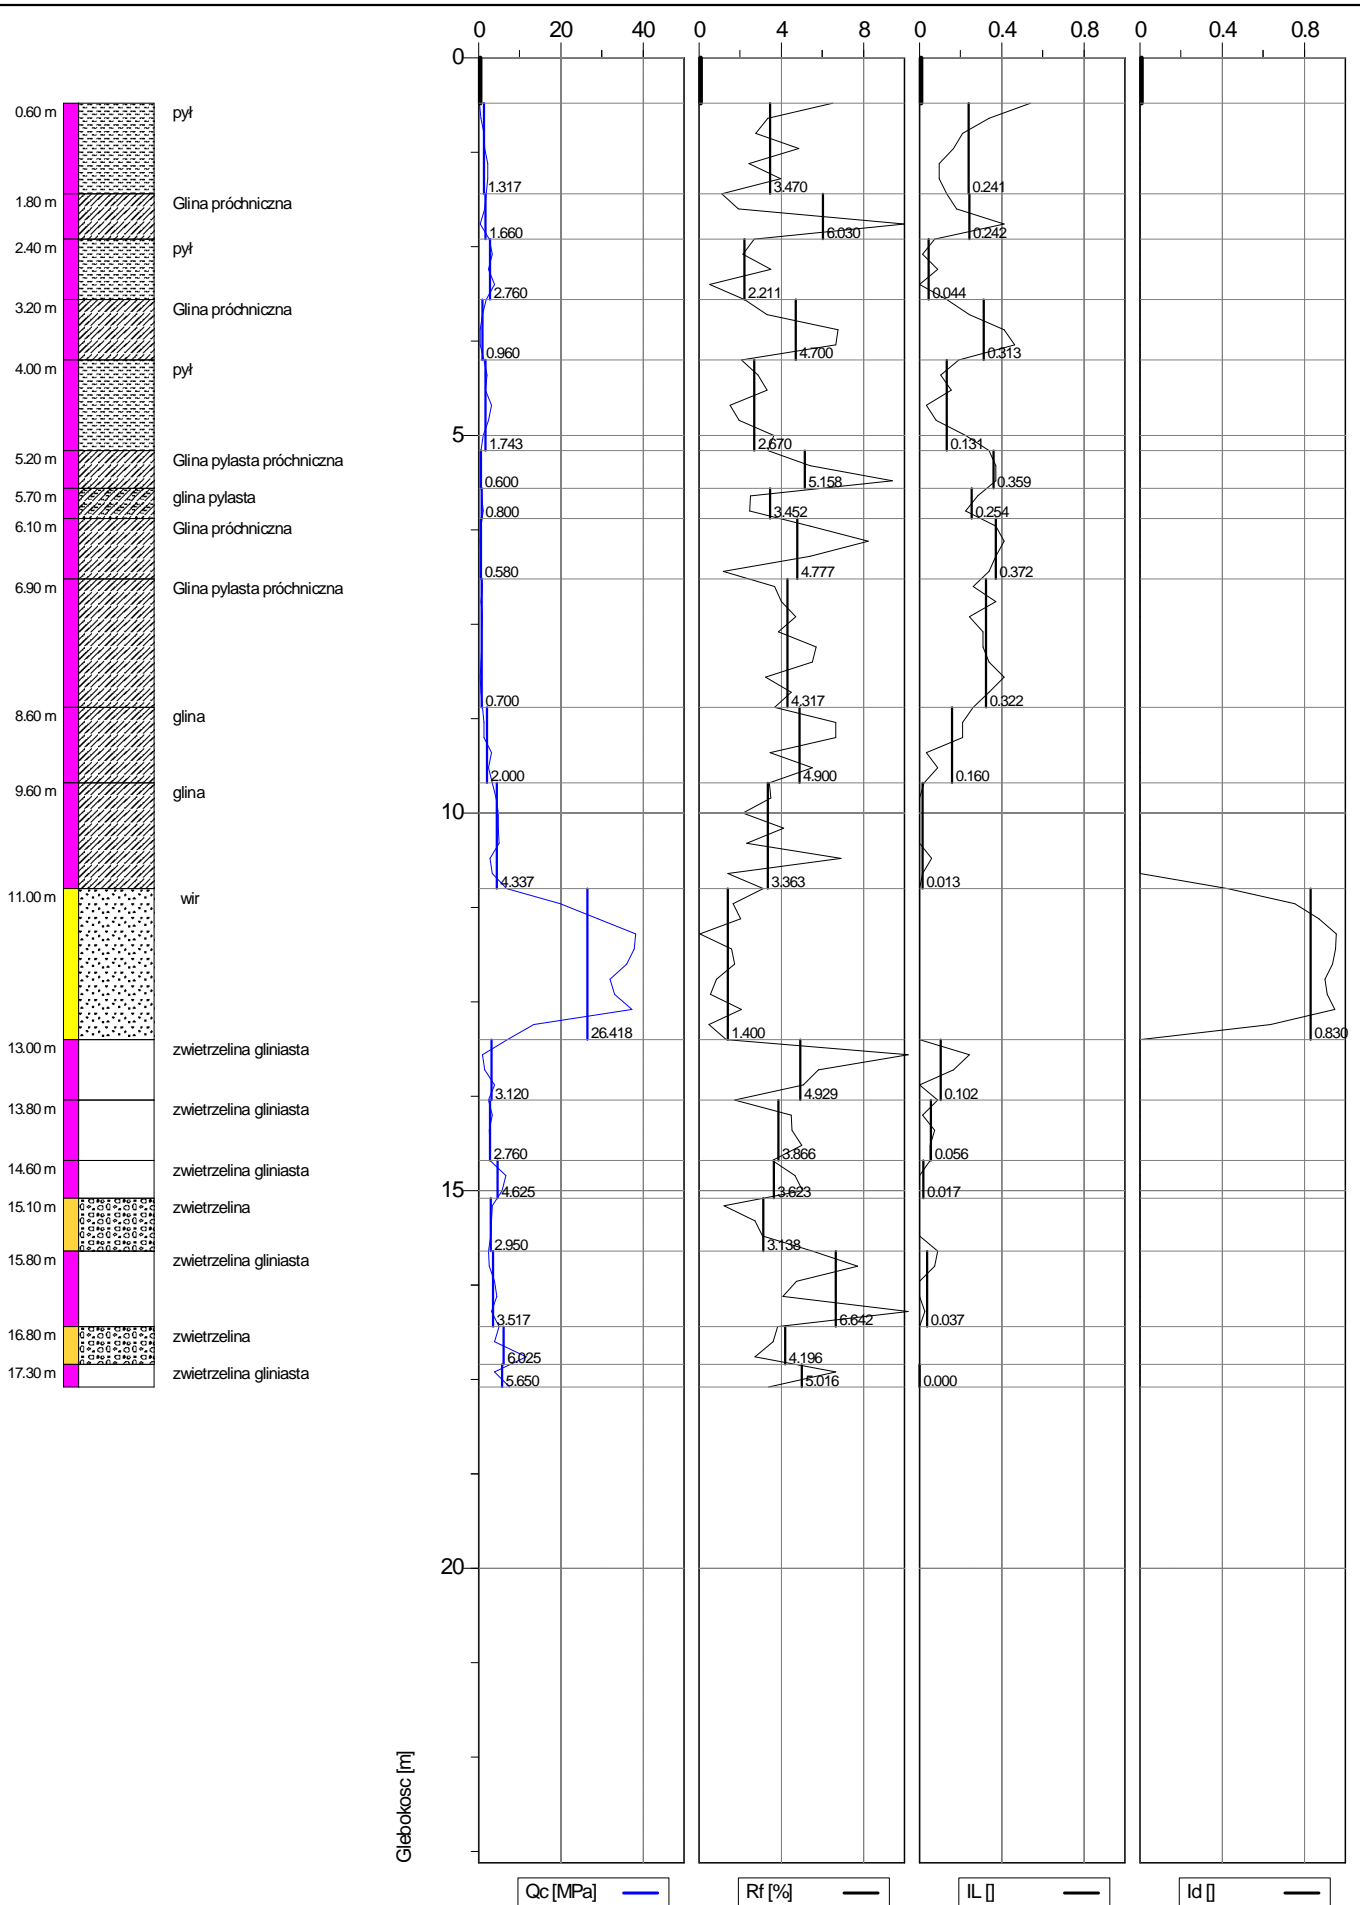 0 20 40 0 4 8 0 0.4 0.8 0 0.8
0
0.60 m pył
1.317 3.470 0.241
1.80 m Glina próchniczna
1.660 6.030 0.242
2.40 m pył
2.760 2.211 0.044
3.20 m Glina próchniczna
0.960 4.700 0.313
4.00 m pył
5 1.743 2.670 0.131
5.20 m Glina pylasta próchniczna
0.600 5.158 0.359
5.70 m glina pylasta
0.800 3.452 0.254
6.10 m Glina próchniczna
0.580 4.777 0.372
6.90 m Glina pylasta próchniczna
0.700 4.317 0.322
8.60 m glina
2.000 4.900 0.160
9.60 m glina
10
4.337 3.363 0.013
11.00 m wir
26.418 1.400 0.830
13.00 m zwietrzelina gliniasta
3.120 4.929 0.102
13.80 m zwietrzelina gliniasta
2.760 3.866 0.056
14.60 m zwietrzelina gliniasta
15 4.625 3.623 0.017
15.10 m zwietrzelina
2.950 3.138
15.80 m zwietrzelina gliniasta
3.517 6.642 0.037
16.80 m zwietrzelina
6.025 4.196
17.30 m zwietrzelina gliniasta
5.650 5.016 0.000
20
Glebokosc [m]
Qc [MPa] Rf [%] IL [] Id []